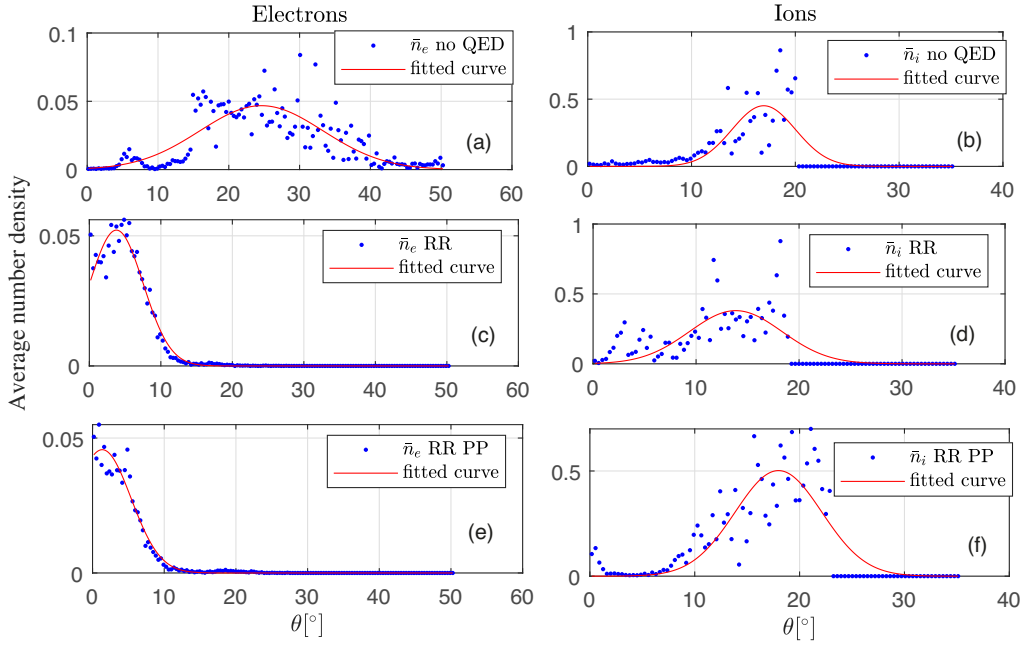 Electrons
Ions
Average number density
0.1
0.05
0
n̄e no QED
fitted curve
(a)
0 10 20 30 40 50 60
1
0.5
0
n̄i no QED
fitted curve
(b)
0 10 20 30 40
0.05
0
n̄e RR
fitted curve
(c)
0 10 20 30 40 50 60
1
0.5
0
n̄i RR
fitted curve
(d)
0 10 20 30 40
0.05
0
n̄e RR PP
fitted curve
(e)
0 10 20 30 40 50 60
θ[°]
0.5
0
n̄i RR PP
fitted curve
(f)
0 10 20 30 40
θ[°]